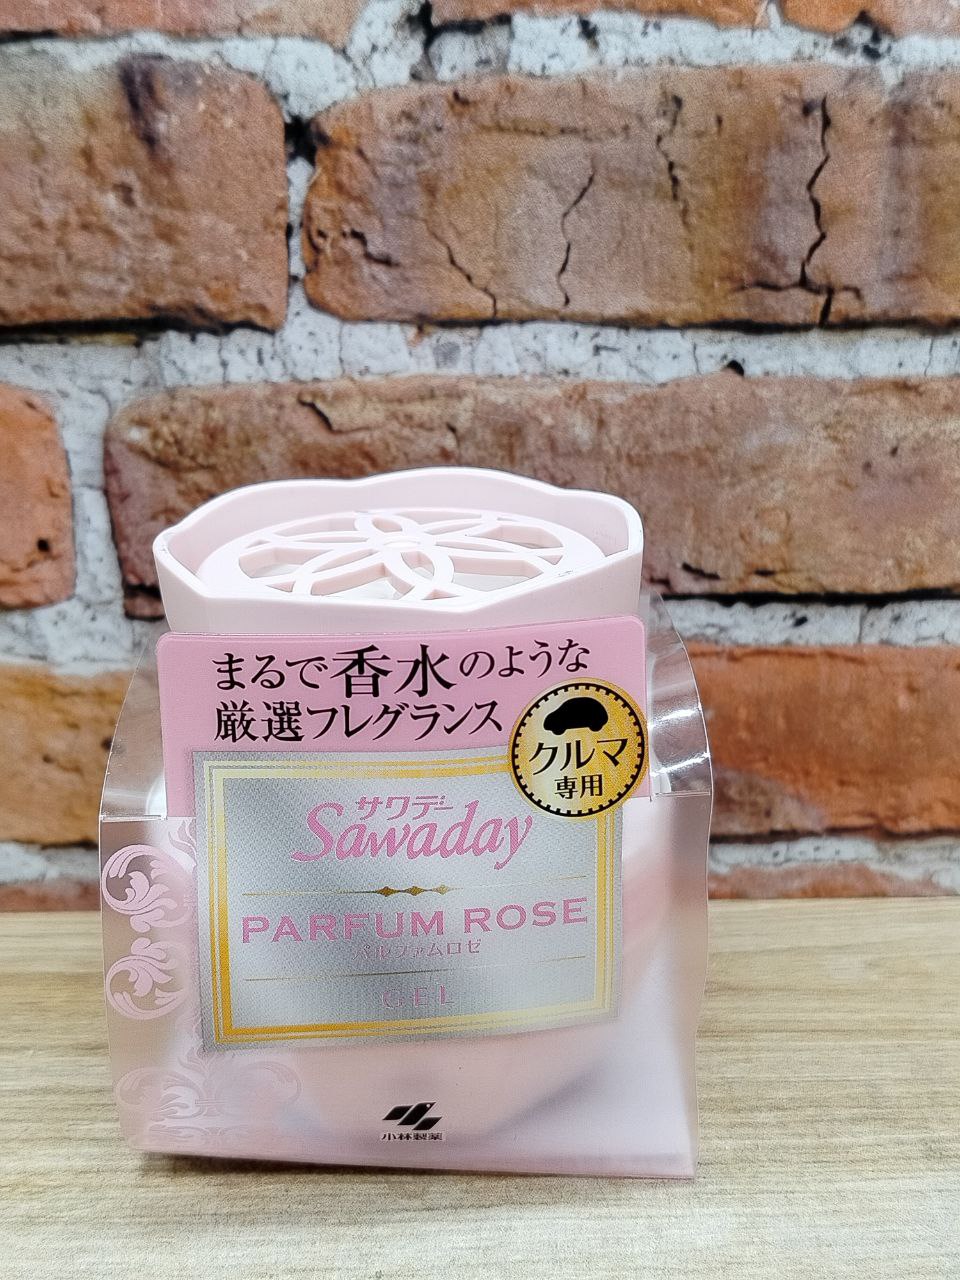 まるで香水のような
厳選フレグランス
クルマ
専用
サワデー
Sawaday
PARFUM ROSE
パルファムロゼ
GEL
小林製薬